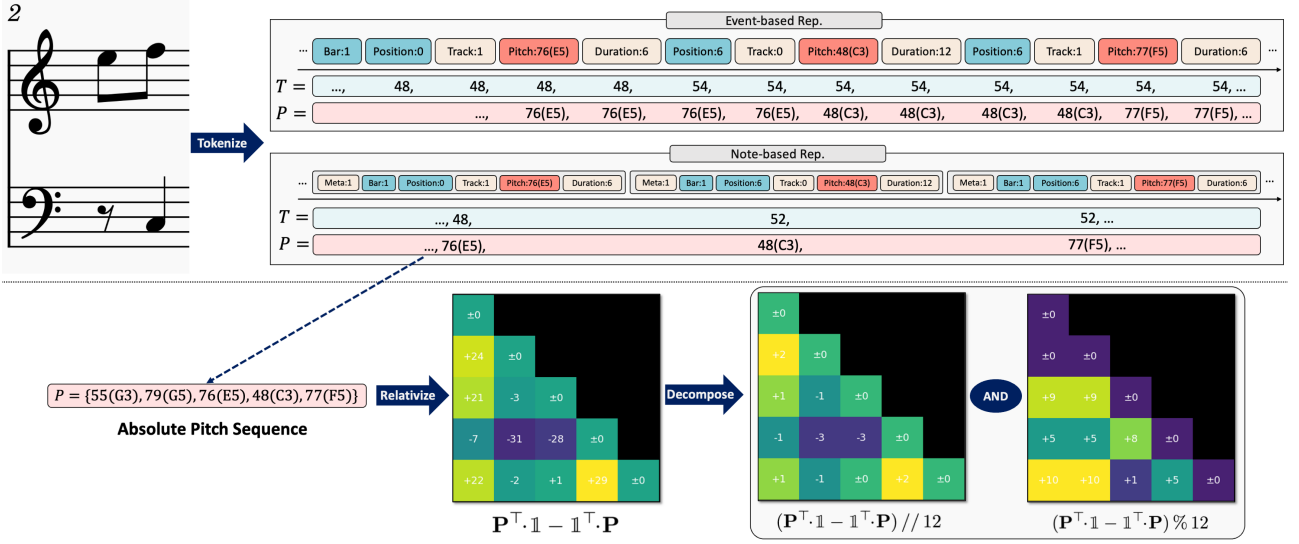 2
Event-based Rep.
... Bar:1 Position:0 Track:1 Pitch:76(E5) Duration:6 Position:6 Track:0 Pitch:48(C3) Duration:12 Position:6 Track:1 Pitch:77(F5) Duration:6 ...
T = ..., 48, 48, 48, 48, 54, 54, 54, 54, 54, 54, 54, 54, ...
P = ..., 76(E5), 76(E5), 76(E5), 76(E5), 48(C3), 48(C3), 48(C3), 48(C3), 77(F5), 77(F5), ...
Tokenize
Note-based Rep.
... Meta:1 Bar:1 Position:0 Track:1 Pitch:76(E5) Duration:6 Meta:1 Bar:1 Position:6 Track:0 Pitch:48(C3) Duration:12 Meta:1 Bar:1 Position:6 Track:1 Pitch:77(F5) Duration:6 ...
T = ..., 48, 52, 52, ...
P = ..., 76(E5), 48(C3), 77(F5), ...
P = {55(G3), 79(G5), 76(E5), 48(C3), 77(F5)}
Absolute Pitch Sequence
Relativize
±0
+24 ±0
+21 -3 ±0
-7 -31 -28 ±0
+22 -2 +1 +29 ±0
P⊤·𝟙 − 𝟙⊤·P
Decompose
±0
+2 ±0
+1 -1 ±0
-1 -3 -3 ±0
+1 -1 ±0 +2 ±0
(P⊤·𝟙 − 𝟙⊤·P) // 12
AND
±0
±0 ±0
+9 +9 ±0
+5 +5 +8 ±0
+10 +10 +1 +5 ±0
(P⊤·𝟙 − 𝟙⊤·P) % 12